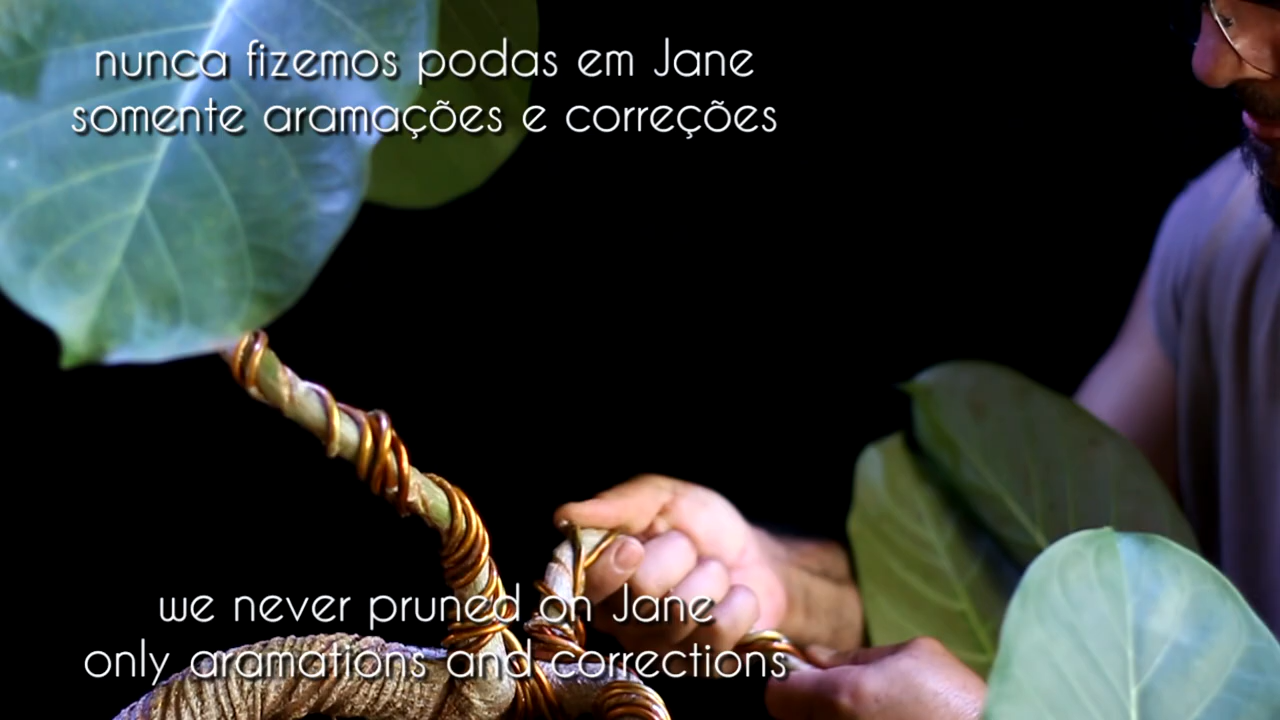 nunca fizemos podas em Jane
somente aramações e correções
we never pruned on Jane
only aramations and corrections